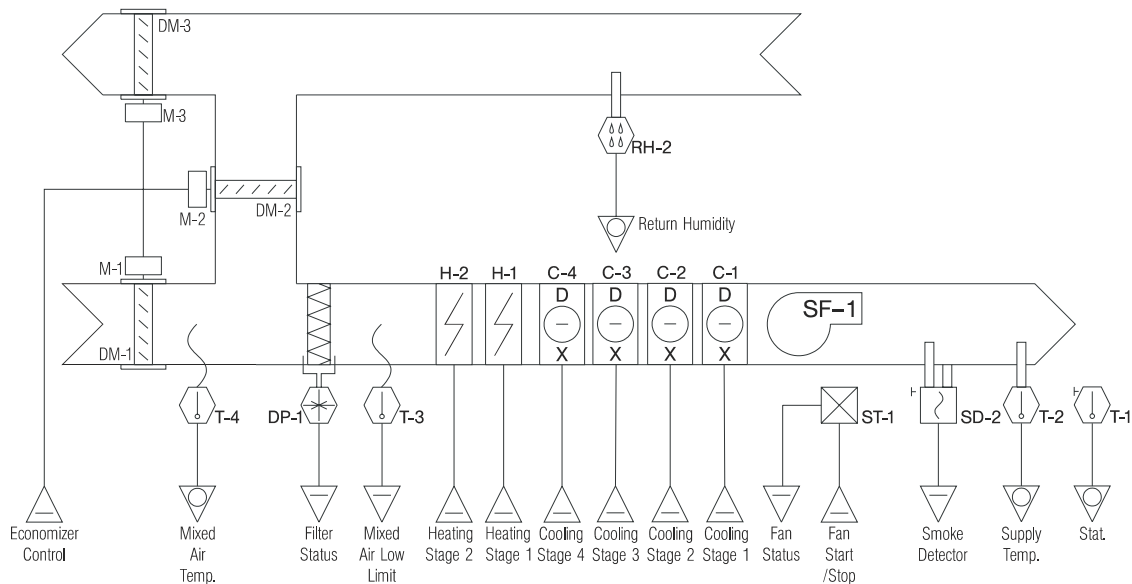 DM-3
M-3
RH-2
M-2
DM-2
Return Humidity
M-1
H-2 H-1 C-4 C-3 C-2 C-1
D D D D
SF-1
X X X X
DM-1
T-4 DP-1 T-3 ST-1 SD-2 T-2 T-1
Economizer
Control
Mixed
Air
Temp.
Filter
Status
Mixed
Air Low
Limit
Heating
Stage 2
Heating
Stage 1
Cooling
Stage 4
Cooling
Stage 3
Cooling
Stage 2
Cooling
Stage 1
Fan
Status
Fan
Start
/Stop
Smoke
Detector
Supply
Temp.
Stat.